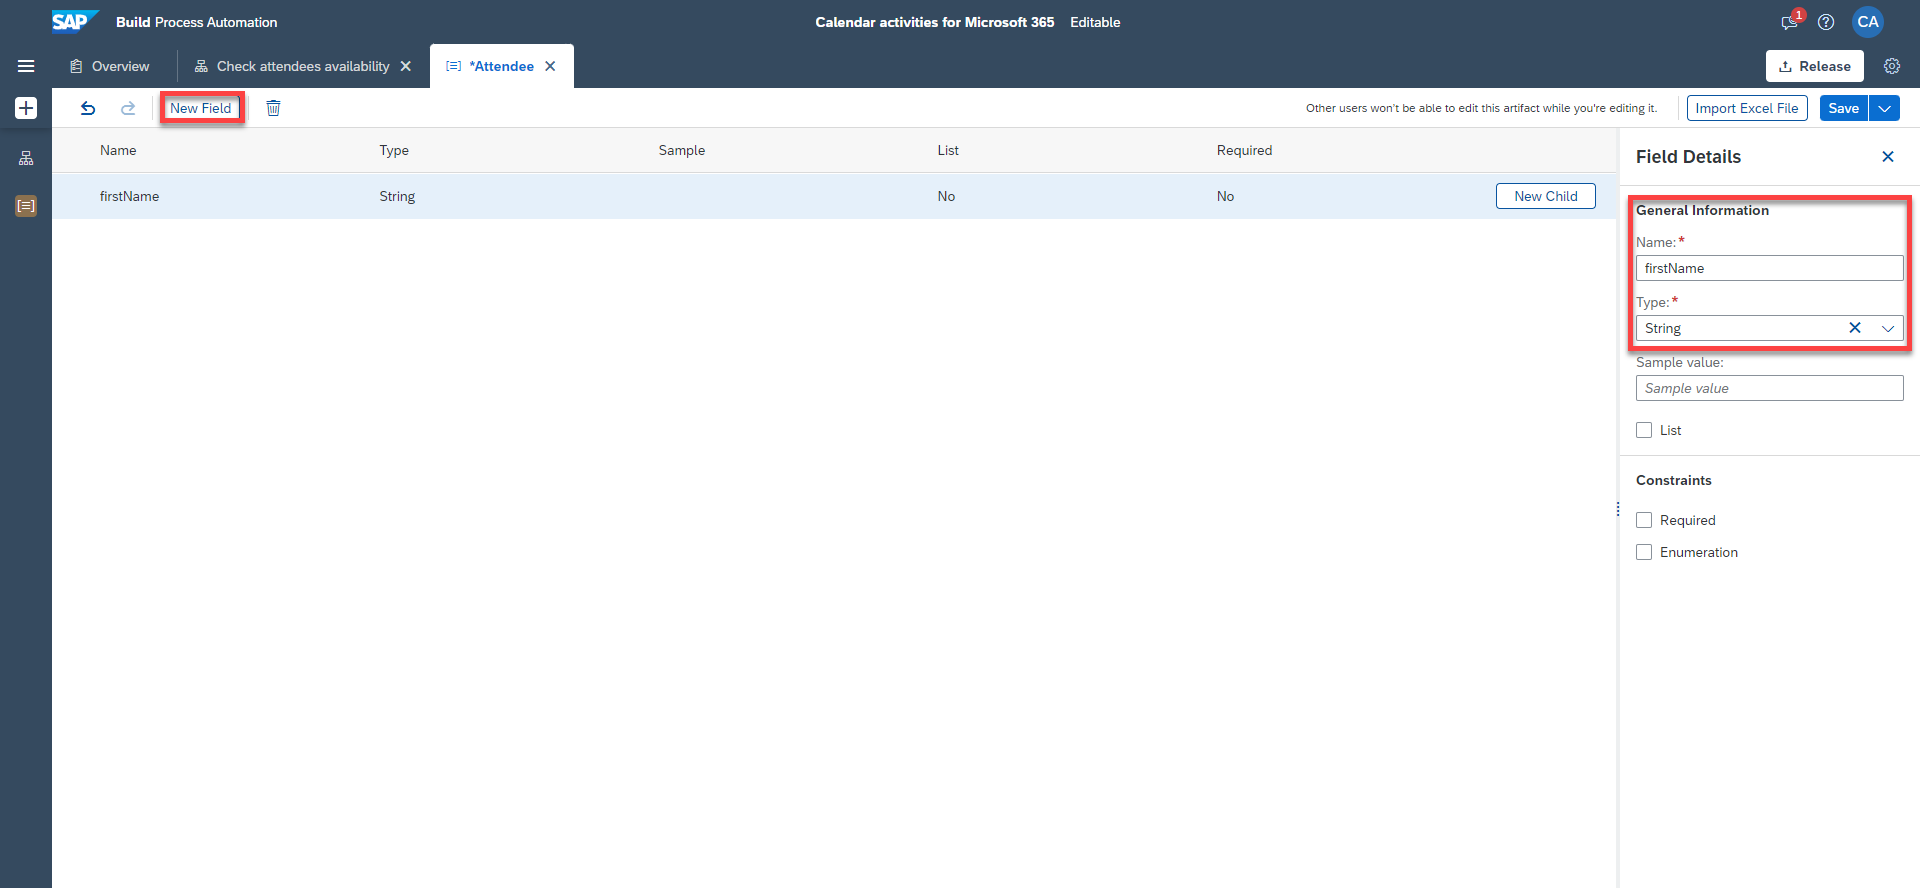 SAP Build Process Automation
Calendar activities for Microsoft 365 Editable
1
CA
Overview
Check attendees availability
*Attendee
Release
New Field
Other users won't be able to edit this artifact while you're editing it.
Import Excel File
Save
Name Type Sample List Required
firstName String No No New Child
Field Details
General Information
Name:*
firstName
Type:*
String
Sample value:
Sample value
List
Constraints
Required
Enumeration